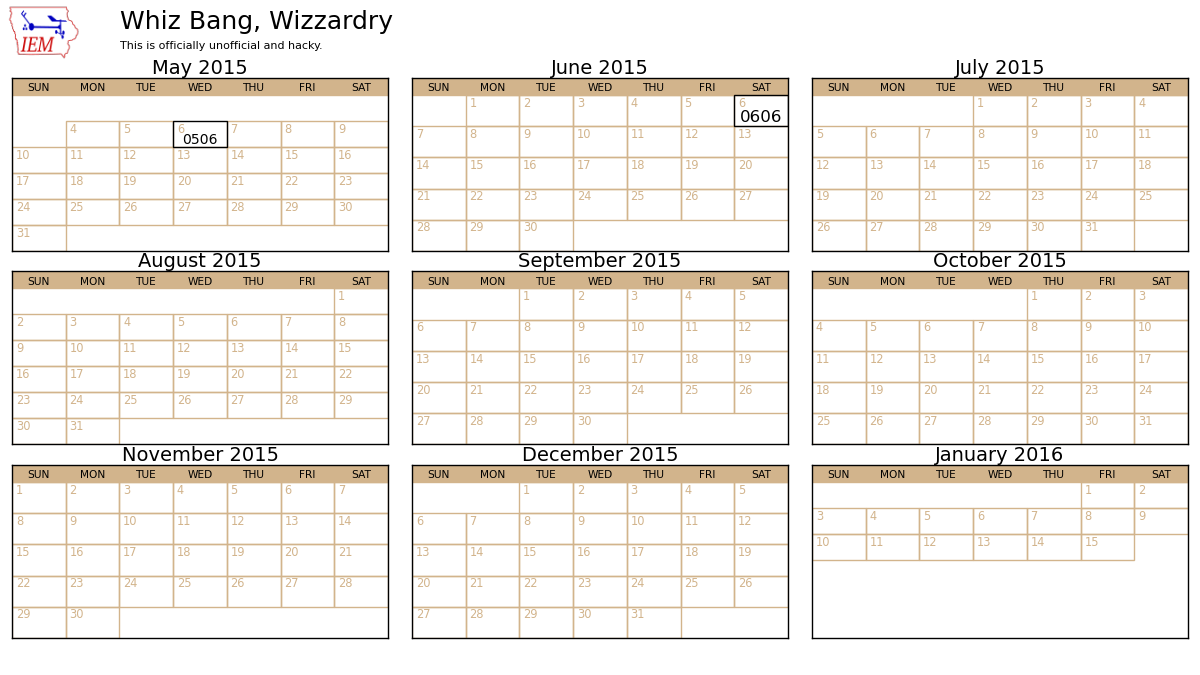 IEM
Whiz Bang, Wizzardry
This is officially unofficial and hacky.
May 2015
SUN MON TUE WED THU FRI SAT
4 5 6 7 8 9
0506
10 11 12 13 14 15 16
17 18 19 20 21 22 23
24 25 26 27 28 29 30
31
June 2015
SUN MON TUE WED THU FRI SAT
1 2 3 4 5 6
0606
7 8 9 10 11 12 13
14 15 16 17 18 19 20
21 22 23 24 25 26 27
28 29 30
July 2015
SUN MON TUE WED THU FRI SAT
1 2 3 4
5 6 7 8 9 10 11
12 13 14 15 16 17 18
19 20 21 22 23 24 25
26 27 28 29 30 31
August 2015
SUN MON TUE WED THU FRI SAT
1
2 3 4 5 6 7 8
9 10 11 12 13 14 15
16 17 18 19 20 21 22
23 24 25 26 27 28 29
30 31
September 2015
SUN MON TUE WED THU FRI SAT
1 2 3 4 5
6 7 8 9 10 11 12
13 14 15 16 17 18 19
20 21 22 23 24 25 26
27 28 29 30
October 2015
SUN MON TUE WED THU FRI SAT
1 2 3
4 5 6 7 8 9 10
11 12 13 14 15 16 17
18 19 20 21 22 23 24
25 26 27 28 29 30 31
November 2015
SUN MON TUE WED THU FRI SAT
1 2 3 4 5 6 7
8 9 10 11 12 13 14
15 16 17 18 19 20 21
22 23 24 25 26 27 28
29 30
December 2015
SUN MON TUE WED THU FRI SAT
1 2 3 4 5
6 7 8 9 10 11 12
13 14 15 16 17 18 19
20 21 22 23 24 25 26
27 28 29 30 31
January 2016
SUN MON TUE WED THU FRI SAT
1 2
3 4 5 6 7 8 9
10 11 12 13 14 15